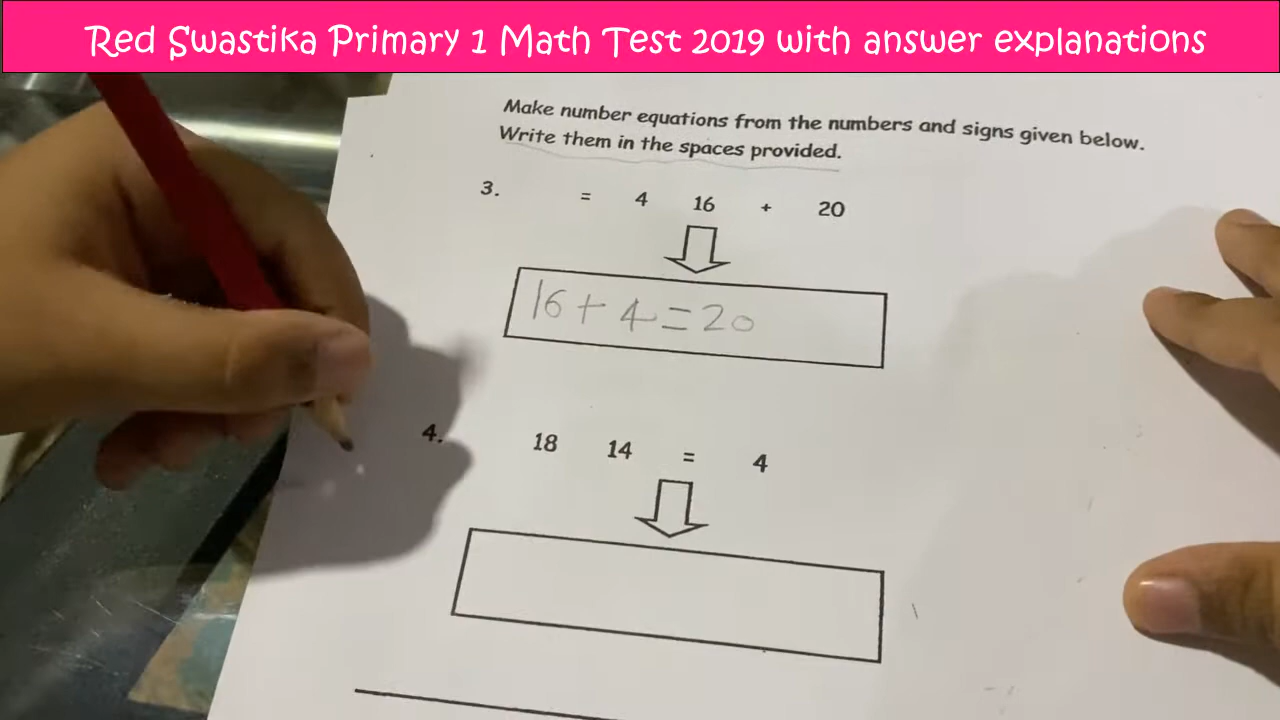 Red Swastika Primary 1 Math Test 2019 with answer explanations
Make number equations from the numbers and signs given below.
Write them in the spaces provided.
3. = 4 16 + 20
16 + 4 = 20
4. 18 14 = 4